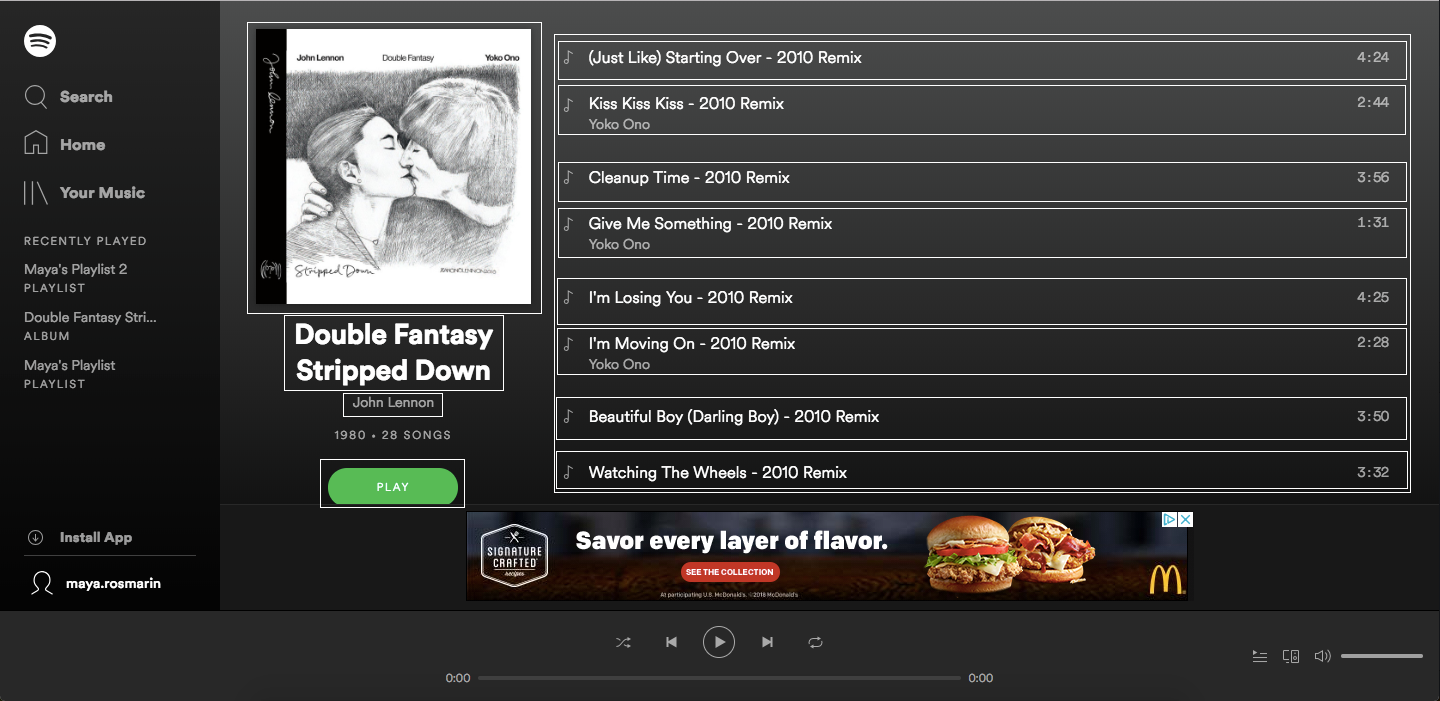 Search
Home
Your Music
RECENTLY PLAYED
Maya's Playlist 2
PLAYLIST
Double Fantasy Stri...
ALBUM
Maya's Playlist
PLAYLIST
Install App
maya.rosmarin
John Lennon
John Lennon Double Fantasy Yoko Ono
Stripped Down
Double Fantasy
Stripped Down
John Lennon
1980 • 28 SONGS
PLAY
(Just Like) Starting Over - 2010 Remix 4:24
Kiss Kiss Kiss - 2010 Remix 2:44
Yoko Ono
Cleanup Time - 2010 Remix 3:56
Give Me Something - 2010 Remix 1:31
Yoko Ono
I'm Losing You - 2010 Remix 4:25
I'm Moving On - 2010 Remix 2:28
Yoko Ono
Beautiful Boy (Darling Boy) - 2010 Remix 3:50
Watching The Wheels - 2010 Remix 3:32
SIGNATURE
CRAFTED
recipes
Savor every layer of flavor.
SEE THE COLLECTION
At participating U.S. McDonald's. ©2018 McDonald's
0:00 0:00